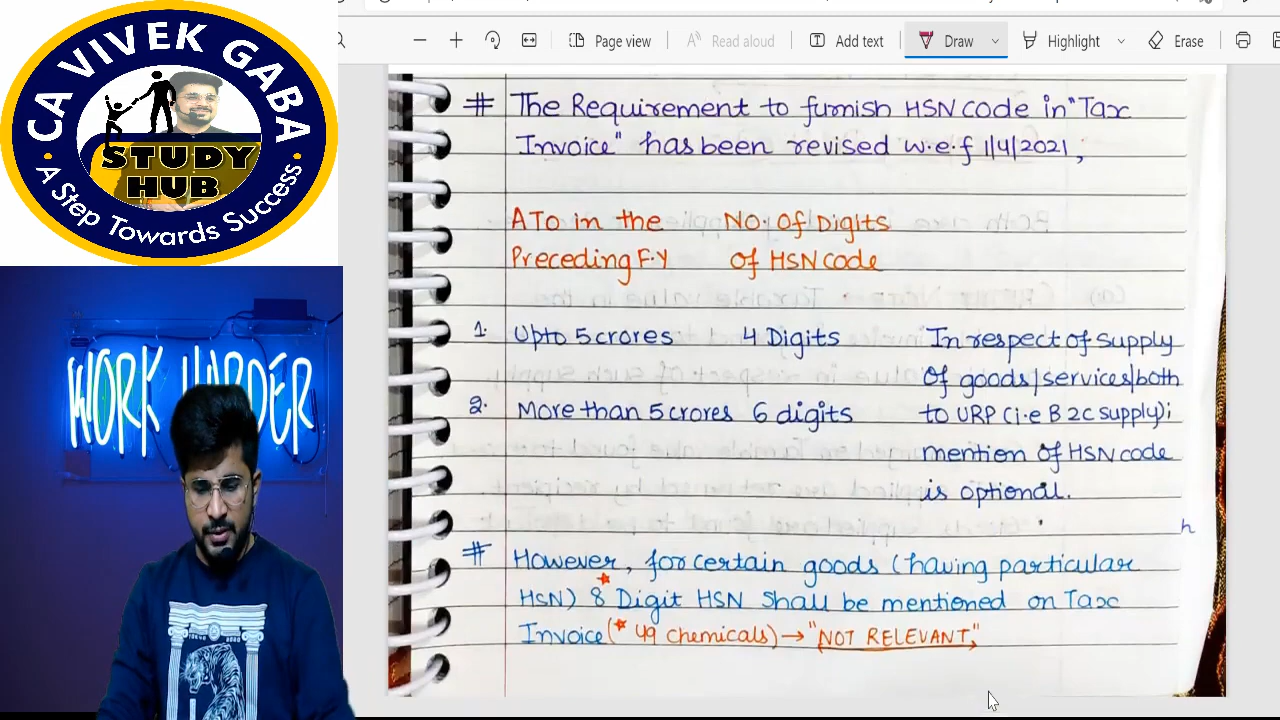 CA VIVEK GABA
STUDY
HUB
• A Step Towards Success •
WORK HARDER
Page view
Read aloud
Add text
Draw
Highlight
Erase
# The Requirement to furnish HSN code in "Tax
Invoice" has been revised w.e.f 1/4/2021,
ATO in the No. Of Digits
Preceding F.Y of HSN code
1. Upto 5 crores 4 Digits In respect of supply
Of goods/services/both
2. More than 5 crores 6 digits to URP (i.e B2C supply);
mention of HSN code
is optional.
h
# However, for certain goods (having particular
HSN) 8 Digit HSN shall be mentioned on Tax
Invoice (* 49 chemicals) → "NOT RELEVANT"